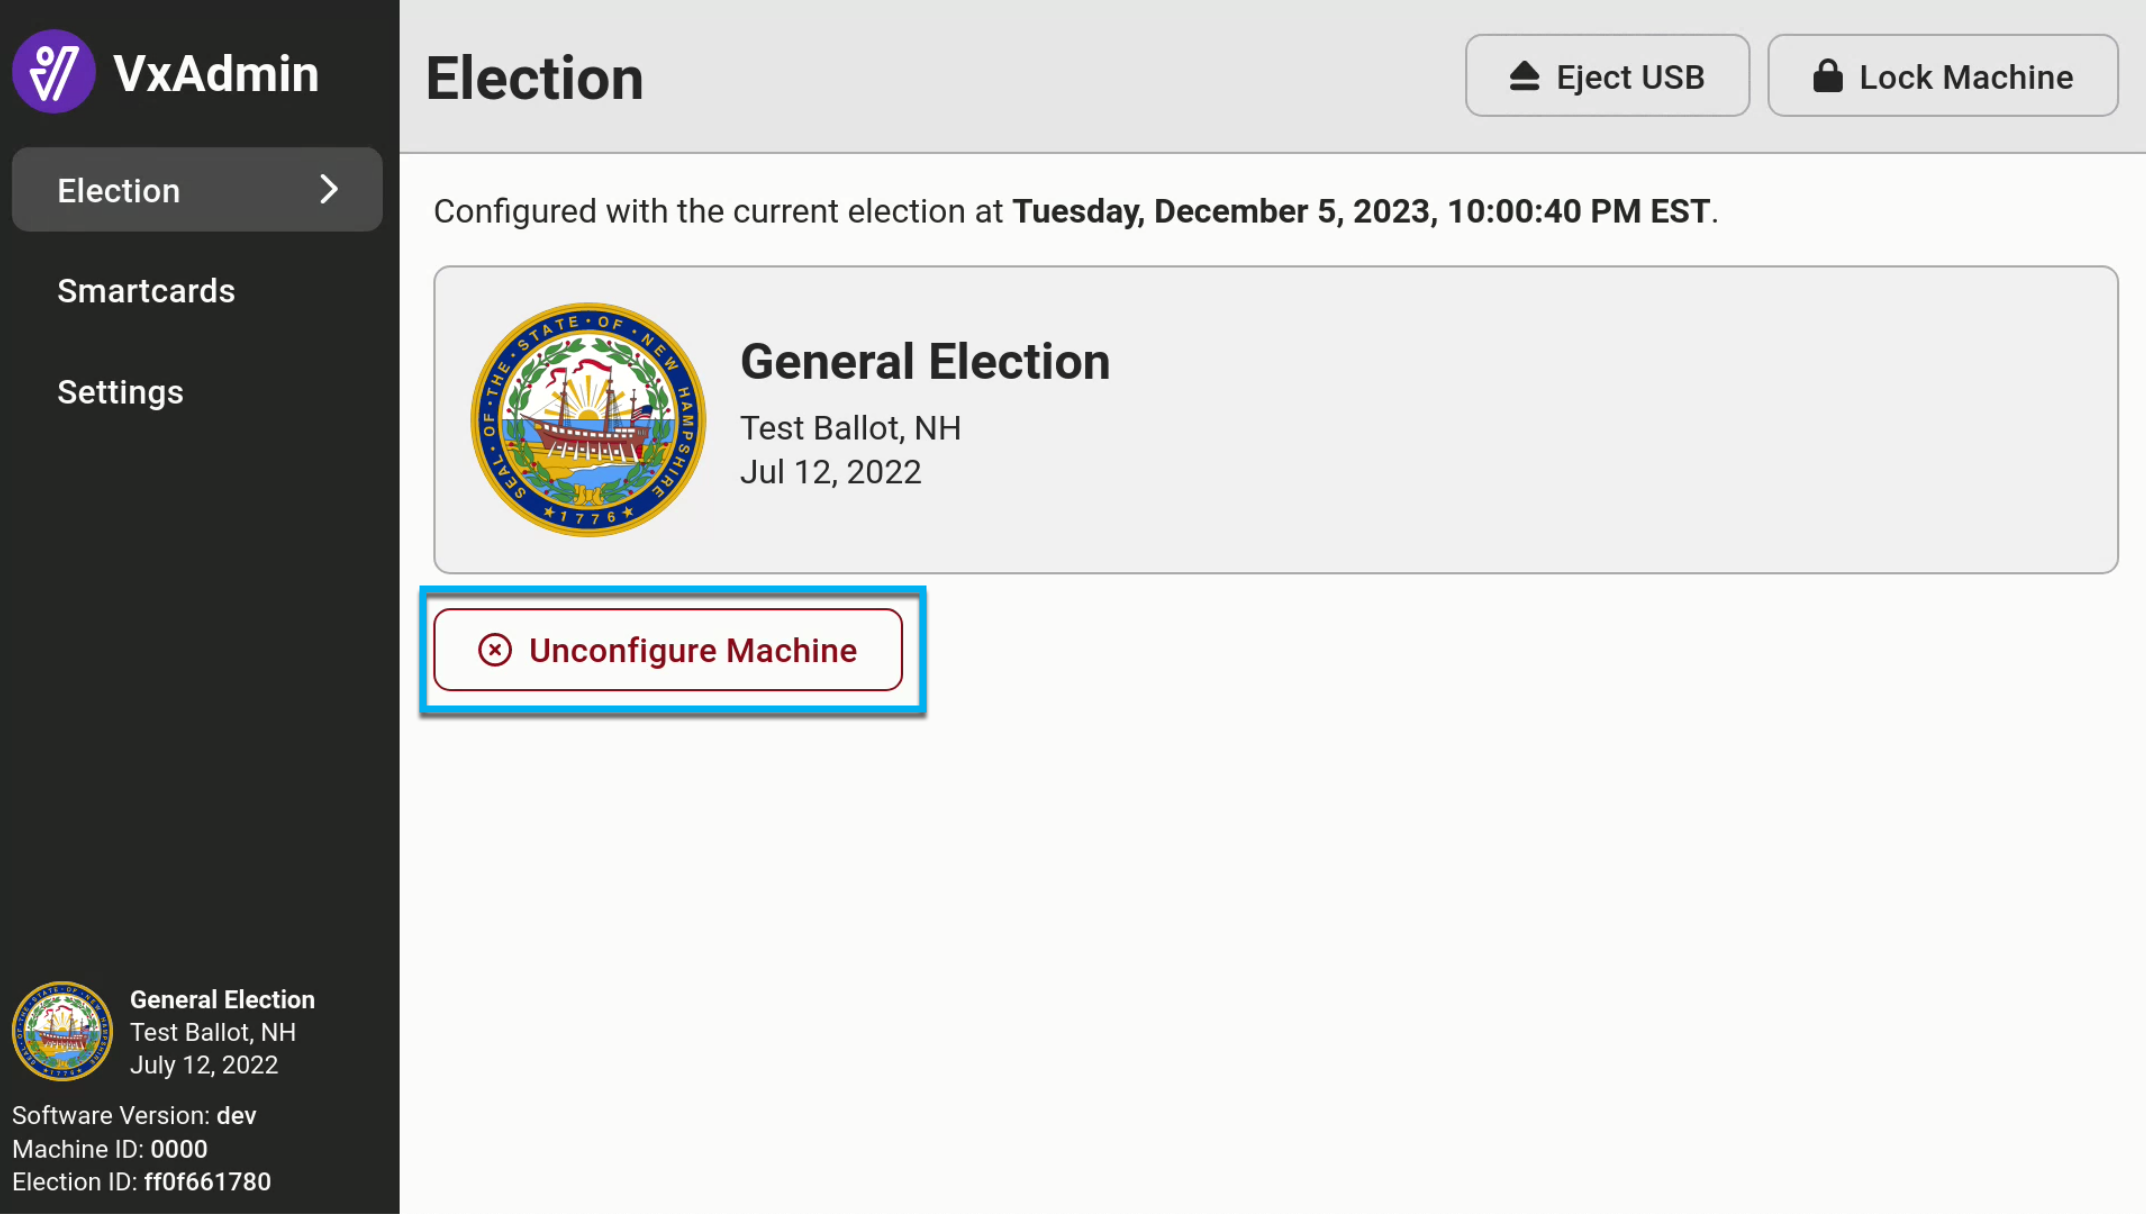 VxAdmin
Election
Smartcards
Settings
General Election
Test Ballot, NH
July 12, 2022
Software Version: dev
Machine ID: 0000
Election ID: ff0f661780
Election
Eject USB
Lock Machine
Configured with the current election at Tuesday, December 5, 2023, 10:00:40 PM EST.
SEAL·OF·THE·STATE·OF·NEW HAMPSHIRE
1776
General Election
Test Ballot, NH
Jul 12, 2022
Unconfigure Machine